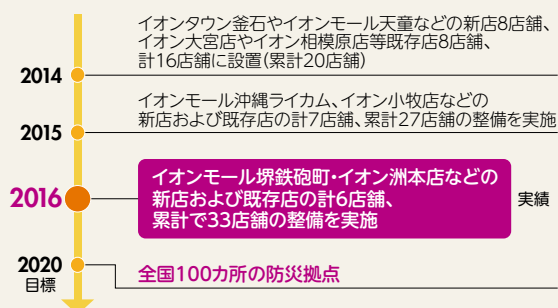 イオンタウン釜石やイオンモール天童などの新店8店舗、
イオン大宮店やイオン相模原店等既存店8店舗、
計16店舗に設置(累計20店舗)
2014
イオンモール沖縄ライカム、イオン小牧店などの
新店および既存店の計7店舗、累計27店舗の整備を実施
2015
イオンモール堺鉄砲町・イオン洲本店などの
新店および既存店の計6店舗、
累計で33店舗の整備を実施
2016
実績
2020
目標
全国100カ所の防災拠点